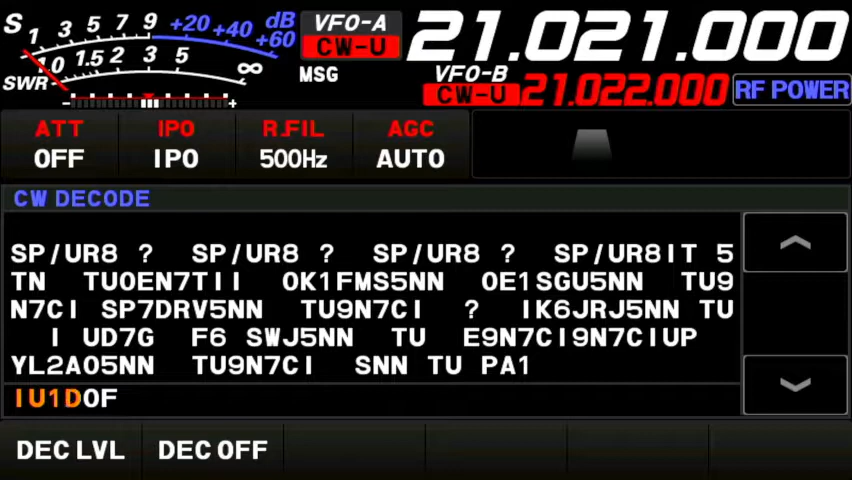 S 1 3 5 7 9 +20 +40 +60 dB
SWR 1.0 1.5 2 3 5 ∞
− +
VFO-A
CW-U
21.021.000
MSG
VFO-B
CW-U
21.022.000
RF POWER
ATT IPO R.FIL AGC
OFF IPO 500Hz AUTO
CW DECODE
SP/UR8 ? SP/UR8 ? SP/UR8 ? SP/UR8IT 5
TN TU0EN7TII OK1FMS5NN OE1SGU5NN TU9
N7CI SP7DRV5NN TU9N7CI ? IK6JRJ5NN TU
I UD7G F6 SWJ5NN TU E9N7CI9N7CIUP
YL2AO5NN TU9N7CI SNN TU PA1
IU1DOF
DEC LVL DEC OFF